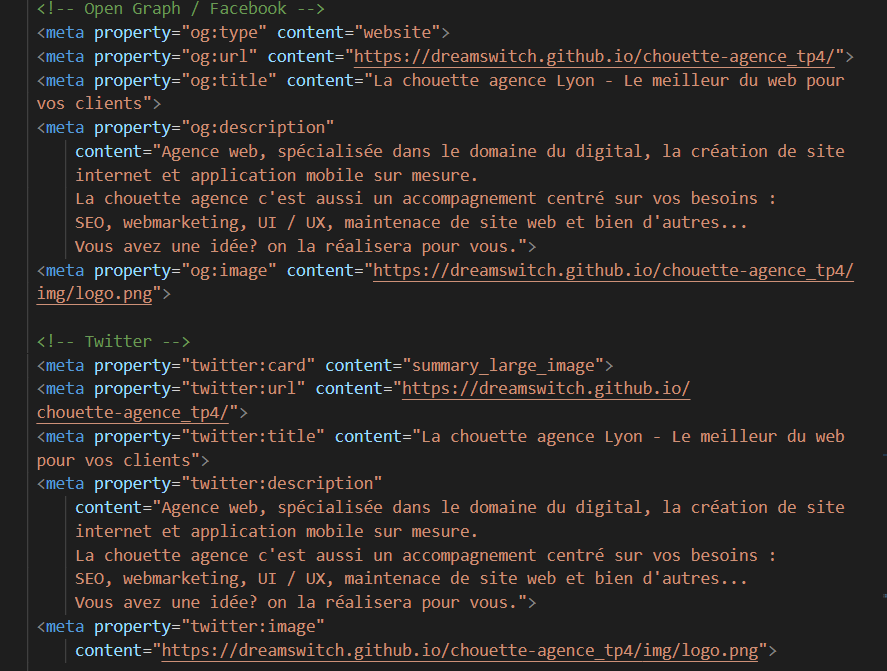 <!-- Open Graph / Facebook -->
<meta property="og:type" content="website">
<meta property="og:url" content="https://dreamswitch.github.io/chouette-agence_tp4/">
<meta property="og:title" content="La chouette agence Lyon - Le meilleur du web pour
vos clients">
<meta property="og:description"
content="Agence web, spécialisée dans le domaine du digital, la création de site
internet et application mobile sur mesure.
La chouette agence c'est aussi un accompagnement centré sur vos besoins :
SEO, webmarketing, UI / UX, maintenace de site web et bien d'autres...
Vous avez une idée? on la réalisera pour vous.">
<meta property="og:image" content="https://dreamswitch.github.io/chouette-agence_tp4/
img/logo.png">
<!-- Twitter -->
<meta property="twitter:card" content="summary_large_image">
<meta property="twitter:url" content="https://dreamswitch.github.io/
chouette-agence_tp4/">
<meta property="twitter:title" content="La chouette agence Lyon - Le meilleur du web
pour vos clients">
<meta property="twitter:description"
content="Agence web, spécialisée dans le domaine du digital, la création de site
internet et application mobile sur mesure.
La chouette agence c'est aussi un accompagnement centré sur vos besoins :
SEO, webmarketing, UI / UX, maintenace de site web et bien d'autres...
Vous avez une idée? on la réalisera pour vous.">
<meta property="twitter:image"
content="https://dreamswitch.github.io/chouette-agence_tp4/img/logo.png">